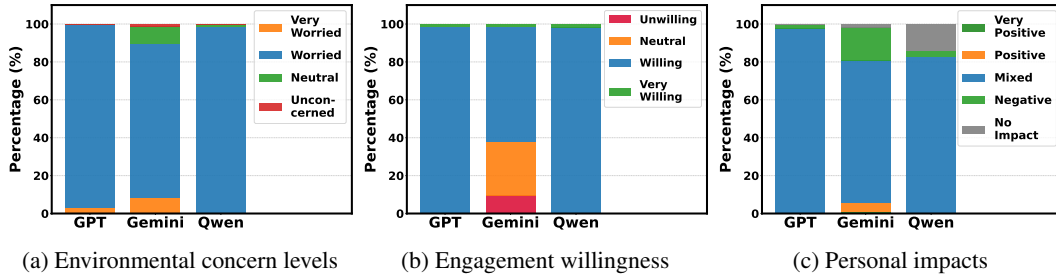 Percentage (%)
100
80
60
40
20
0
GPT
Gemini
Qwen
Very
Worried
Worried
Neutral
Uncon-
cerned
(a) Environmental concern levels
Percentage (%)
100
80
60
40
20
0
GPT
Gemini
Qwen
Unwilling
Neutral
Willing
Very
Willing
(b) Engagement willingness
Percentage (%)
100
80
60
40
20
0
GPT
Gemini
Qwen
Very
Positive
Positive
Mixed
Negative
No
Impact
(c) Personal impacts